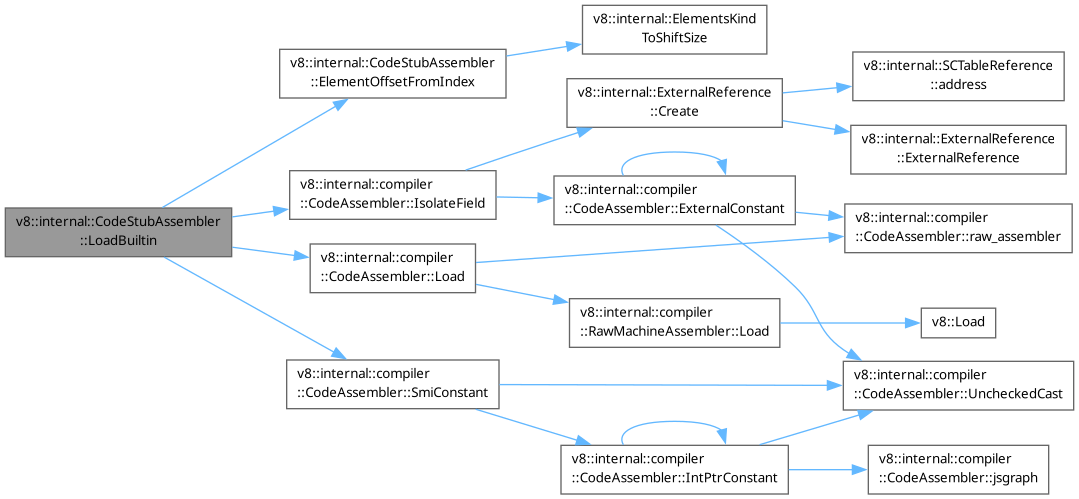 v8::internal::CodeStubAssembler
::LoadBuiltin
v8::internal::CodeStubAssembler
::ElementOffsetFromIndex
v8::internal::ElementsKind
ToShiftSize
v8::internal::compiler
::CodeAssembler::IsolateField
v8::internal::ExternalReference
::Create
v8::internal::SCTableReference
::address
v8::internal::ExternalReference
::ExternalReference
v8::internal::compiler
::CodeAssembler::ExternalConstant
v8::internal::compiler
::CodeAssembler::raw_assembler
v8::internal::compiler
::CodeAssembler::Load
v8::internal::compiler
::RawMachineAssembler::Load
v8::Load
v8::internal::compiler
::CodeAssembler::SmiConstant
v8::internal::compiler
::CodeAssembler::UncheckedCast
v8::internal::compiler
::CodeAssembler::IntPtrConstant
v8::internal::compiler
::CodeAssembler::jsgraph